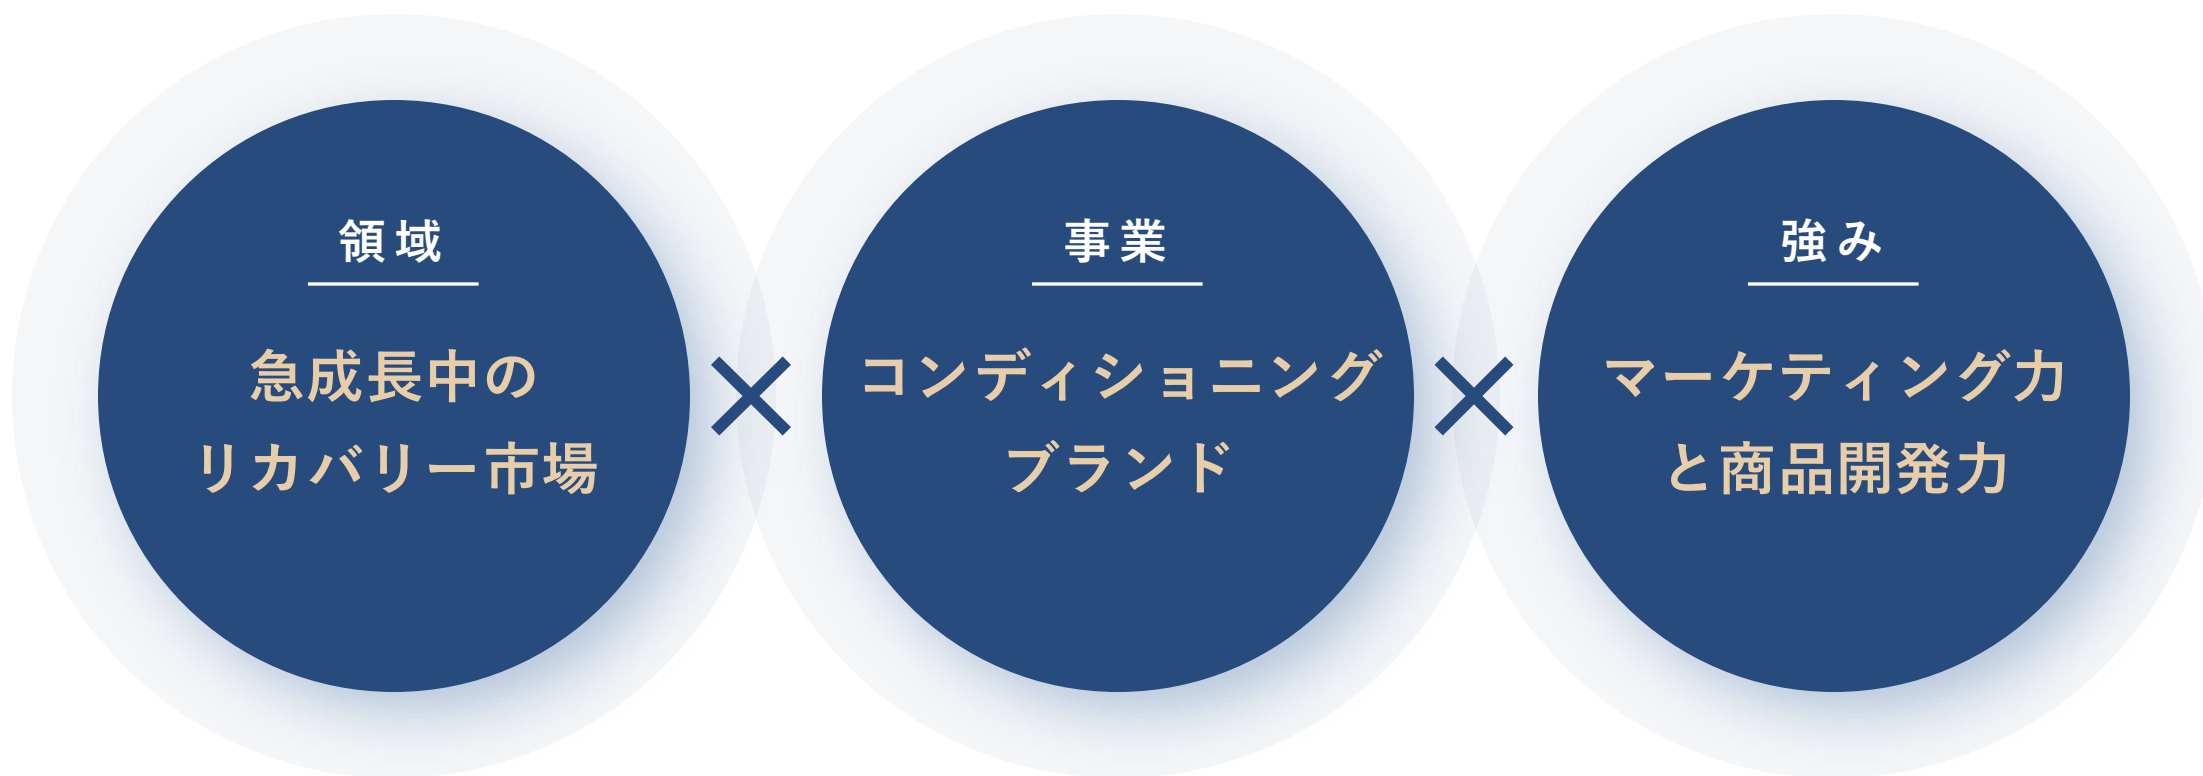 領域
急成長中の
リカバリー市場
×
事業
コンディショニング
ブランド
×
強み
マーケティング力
と商品開発力